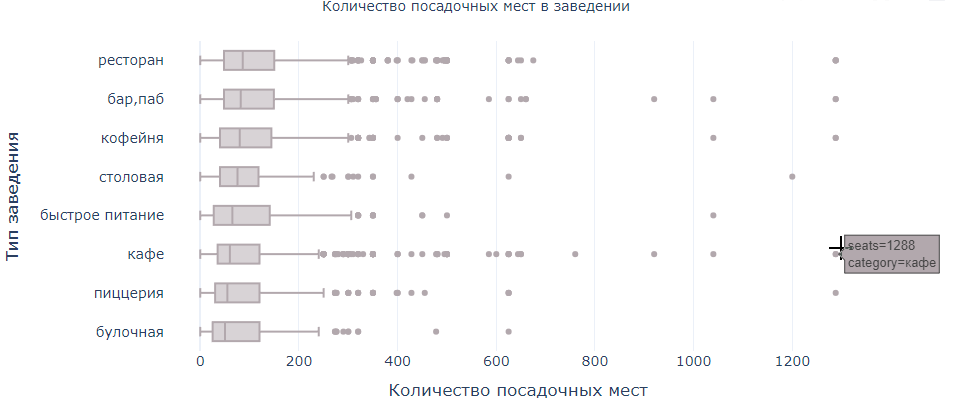 Количество посадочных мест в заведении
Тип заведения
ресторан
бар,паб
кофейня
столовая
быстрое питание
кафе
пиццерия
булочная
seats=1288
category=кафе
0 200 400 600 800 1000 1200
Количество посадочных мест